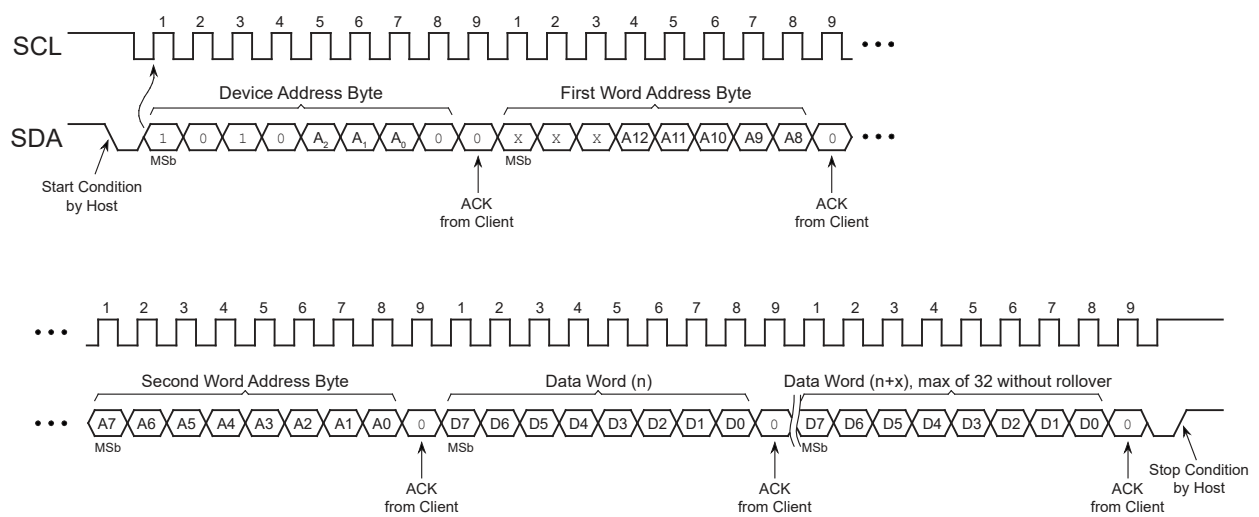 1 2 3 4 5 6 7 8 9 1 2 3 4 5 6 7 8 9
SCL •••
Device Address Byte First Word Address Byte
SDA 1 0 1 0 A2 A1 A0 0 0 X X X A12 A11 A10 A9 A8 0 •••
MSb MSb
Start Condition
by Host
ACK
from Client
ACK
from Client
1 2 3 4 5 6 7 8 9 1 2 3 4 5 6 7 8 9 1 2 3 4 5 6 7 8 9
•••
Second Word Address Byte Data Word (n) Data Word (n+x), max of 32 without rollover
••• A7 A6 A5 A4 A3 A2 A1 A0 0 D7 D6 D5 D4 D3 D2 D1 D0 0 D7 D6 D5 D4 D3 D2 D1 D0 0
MSb MSb MSb
Stop Condition
by Host
ACK
from Client
ACK
from Client
ACK
from Client